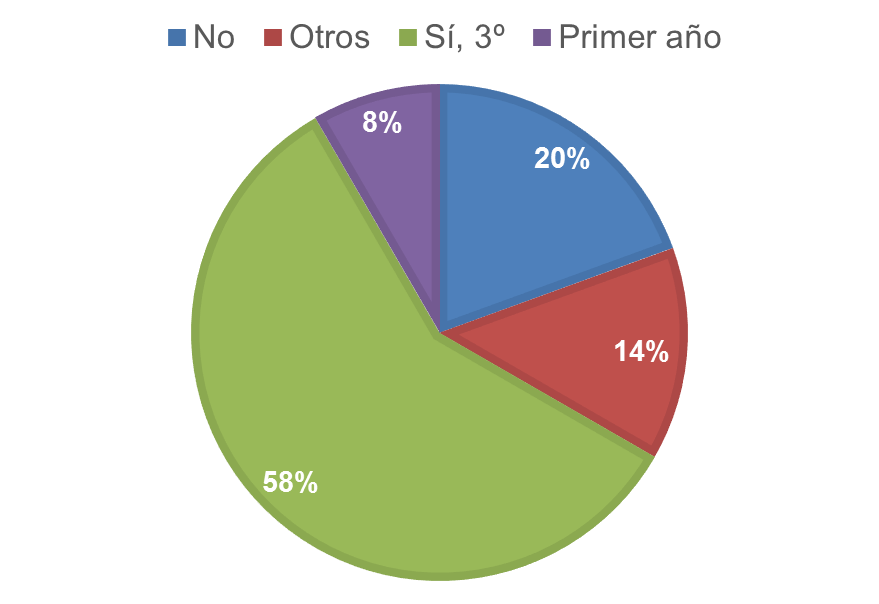 No Otros Sí, 3º Primer año
8%
20%
14%
58%